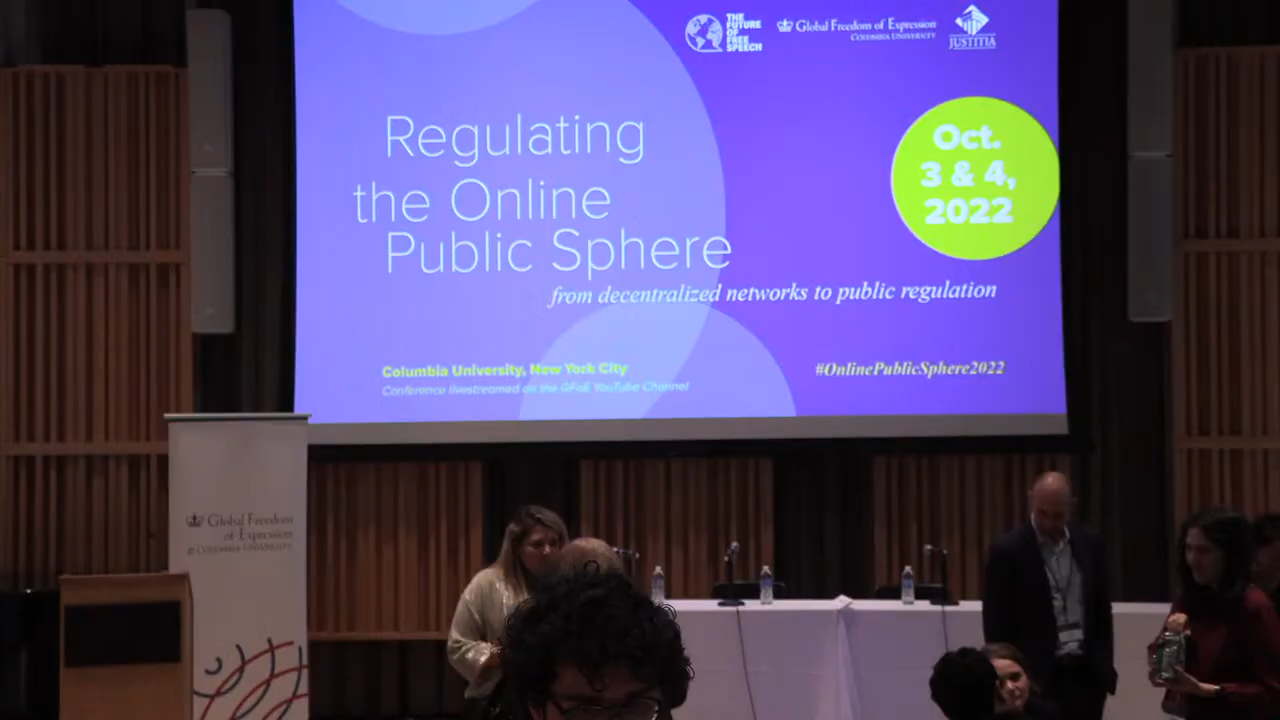 THE
FUTURE
OF
FREE
SPEECH
Global Freedom of Expression
COLUMBIA UNIVERSITY
JUSTITIA
Regulating
the Online
Public Sphere
from decentralized networks to public regulation
Oct.
3 & 4,
2022
Columbia University, New York City
Conference livestreamed on the GFoE YouTube Channel
#OnlinePublicSphere2022
Global Freedom
of Expression
@ COLUMBIA UNIVERSITY